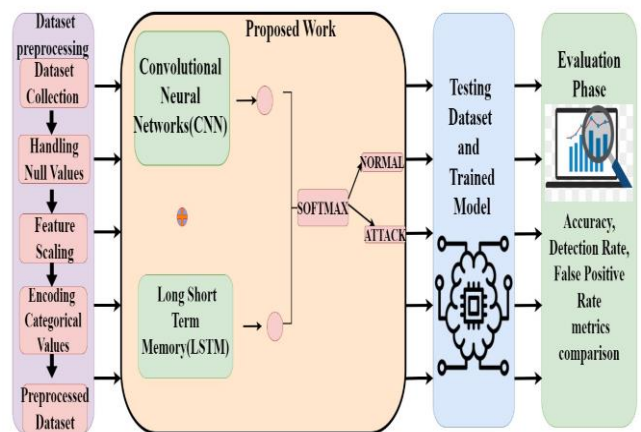 Dataset
preprocessing
Dataset
Collection
Handling
Null Values
Feature
Scaling
Encoding
Categorical
Values
Preprocessed
Dataset
Proposed Work
Convolutional
Neural
Networks(CNN)
Long Short
Term
Memory(LSTM)
SOFTMAX
NORMAL
ATTACK
Testing
Dataset
and
Trained
Model
Evaluation
Phase
Accuracy,
Detection Rate,
False Positive
Rate
metrics
comparison